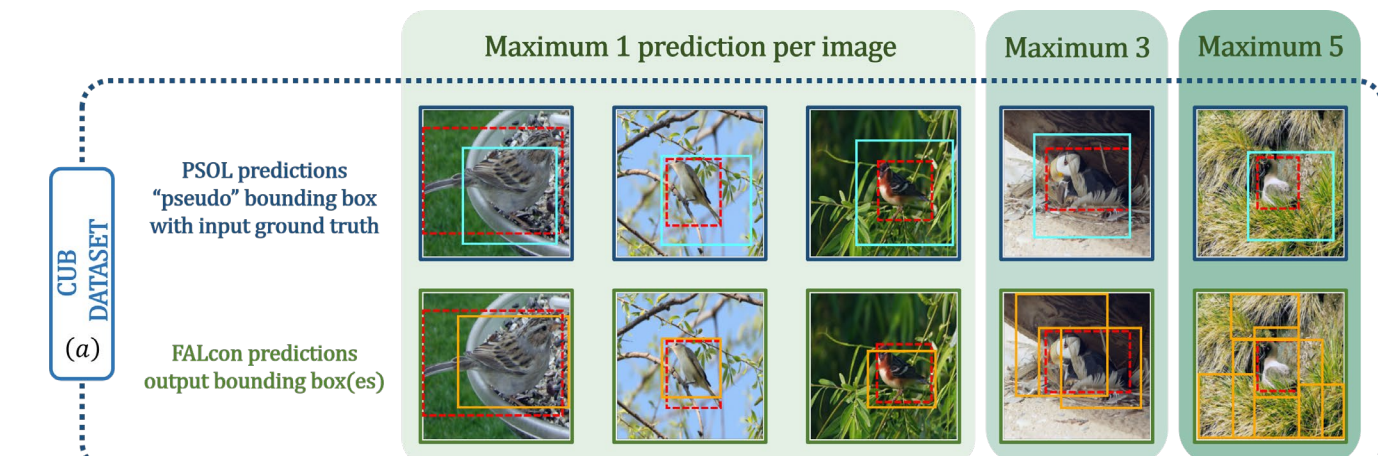 Maximum 1 prediction per image
Maximum 3
Maximum 5
PSOL predictions
“pseudo” bounding box
with input ground truth
CUB
DATASET
(a)
FALcon predictions
output bounding box(es)